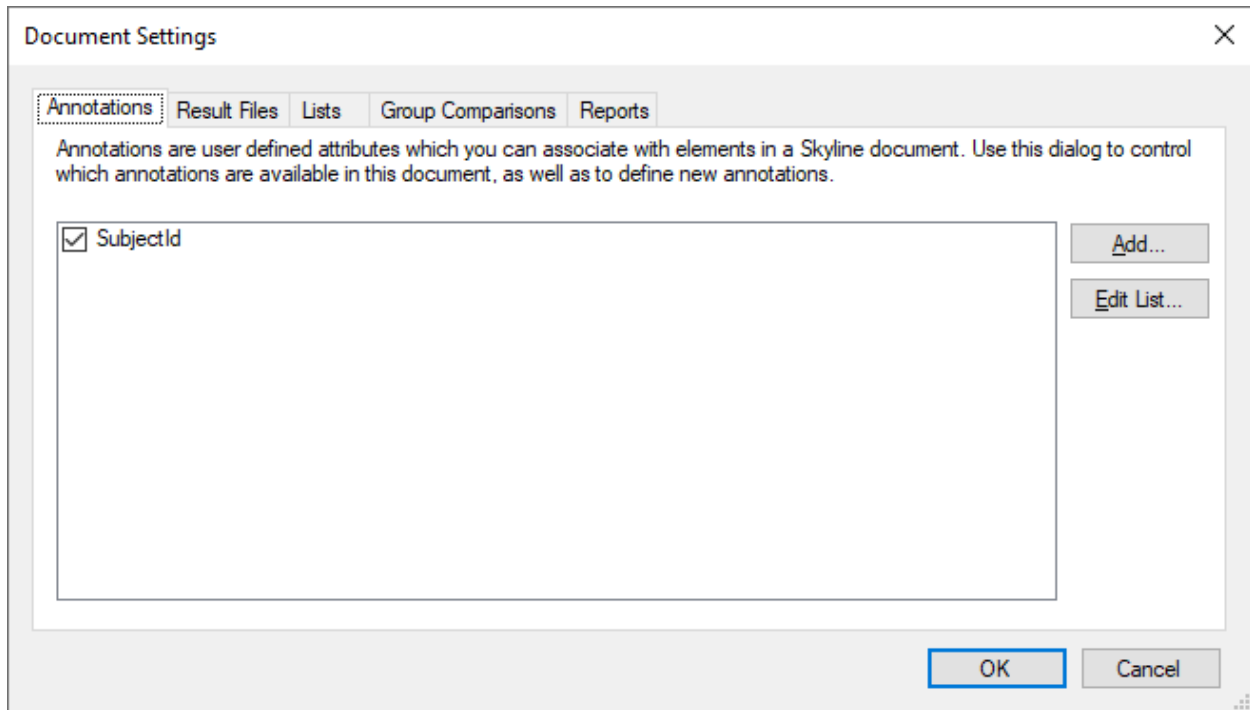 Document Settings
Annotations Result Files Lists Group Comparisons Reports
Annotations are user defined attributes which you can associate with elements in a Skyline document. Use this dialog to control
which annotations are available in this document, as well as to define new annotations.
SubjectId
Add...
Edit List...
OK Cancel